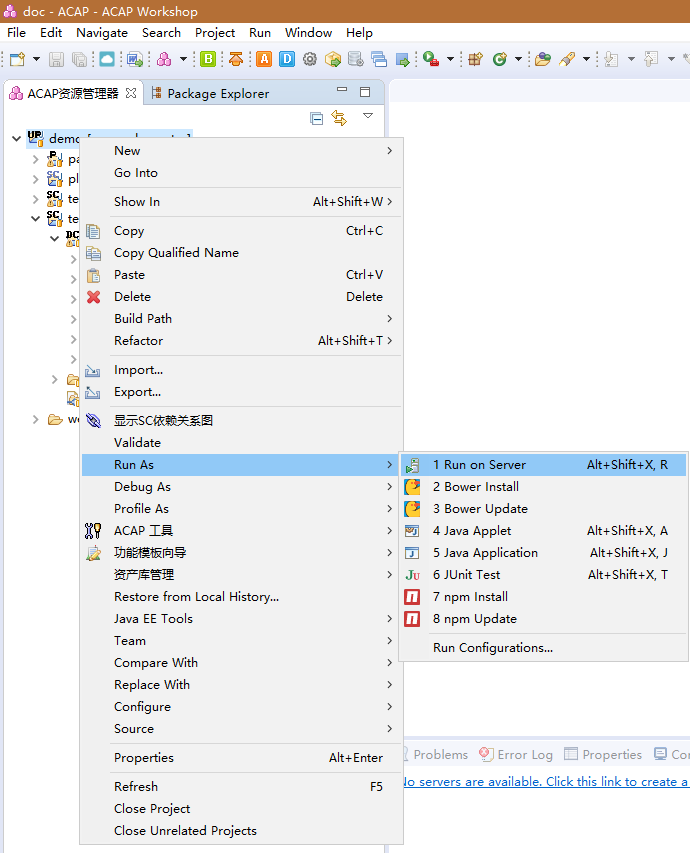 doc - ACAP - ACAP Workshop
File Edit Navigate Search Project Run Window Help
ACAP资源管理器 Package Explorer
New
Go Into
Show In Alt+Shift+W
Copy Ctrl+C
Copy Qualified Name
Paste Ctrl+V
Delete Delete
Build Path
Refactor Alt+Shift+T
Import...
Export...
显示SC依赖关系图
Validate
Run As
Debug As
Profile As
ACAP 工具
功能模板向导
资产库管理
Restore from Local History...
Java EE Tools
Team
Compare With
Replace With
Configure
Source
Properties Alt+Enter
Refresh F5
Close Project
Close Unrelated Projects
1 Run on Server Alt+Shift+X, R
2 Bower Install
3 Bower Update
4 Java Applet Alt+Shift+X, A
5 Java Application Alt+Shift+X, J
6 JUnit Test Alt+Shift+X, T
7 npm Install
8 npm Update
Run Configurations...
Problems Error Log Properties
No servers are available. Click this link to create a